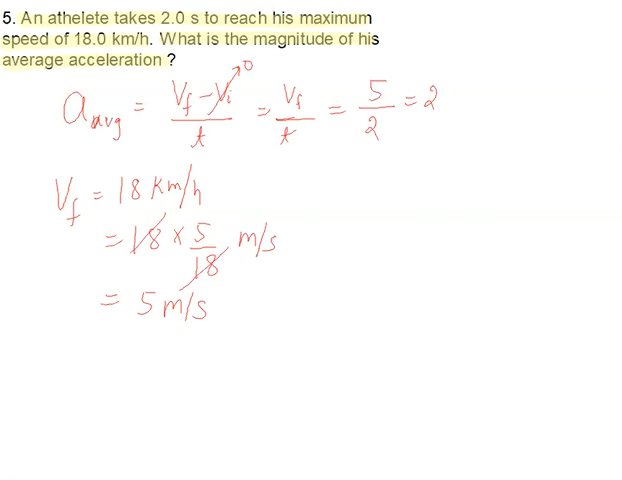 5. An athelete takes 2.0 s to reach his maximum
speed of 18.0 km/h. What is the magnitude of his
average acceleration ?
a_avg = (V_f - V_i→0)/t = V_f/t = 5/2 = 2
V_f = 18 km/h
= 18 × 5/18 m/s
= 5 m/s